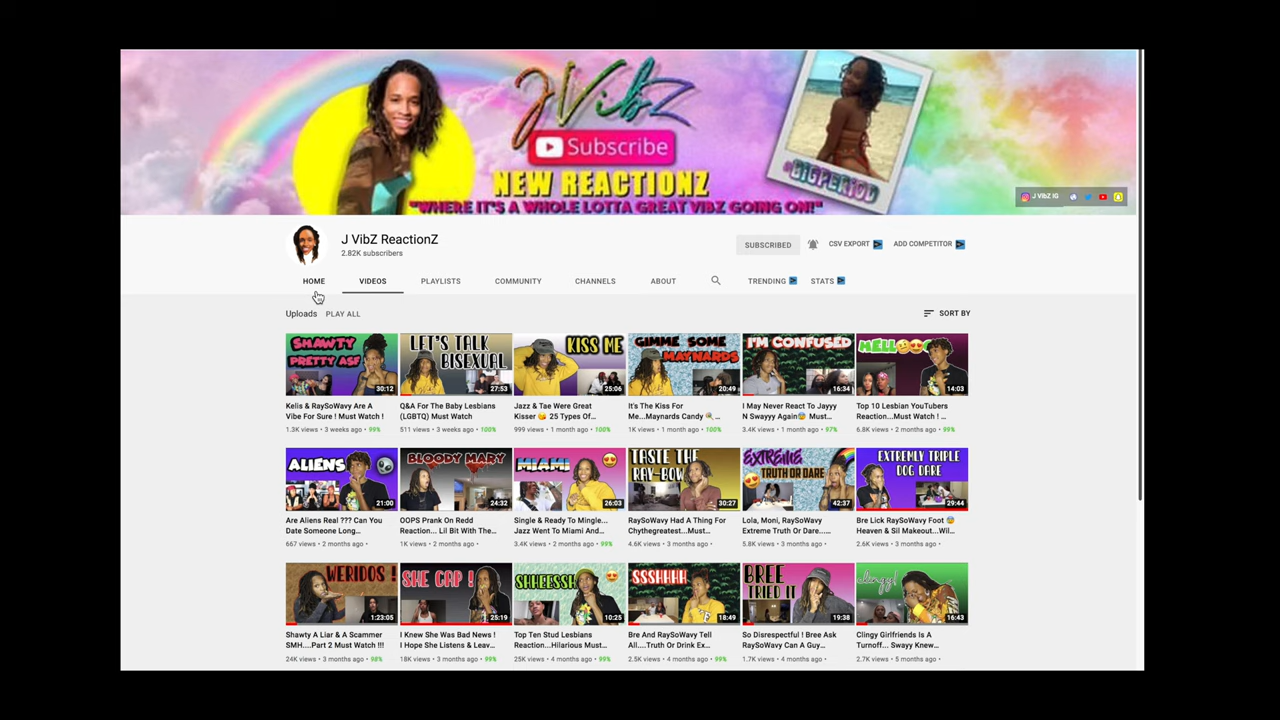 JVibZ
Subscribe
NEW REACTIONZ
"WHERE IT'S A WHOLE LOTTA GREAT VIBZ GOING ON!"
@BIGPERIOD
J VibZ IG
J VibZ ReactionZ
2.82K subscribers
SUBSCRIBED
CSV EXPORT
ADD COMPETITOR
HOME
VIDEOS
PLAYLISTS
COMMUNITY
CHANNELS
ABOUT
TRENDING
STATS
Uploads
PLAY ALL
SORT BY
SHAWTY
PRETTY ASF
30:12
LET'S TALK
BISEXUAL
27:53
KISS ME
25:06
GIMME SOME
MAYNARDS
20:49
I'M CONFUSED
16:34
HELLO
14:03
Kelis & RaySoWavy Are A
Vibe For Sure ! Must Watch !
1.3K views • 3 weeks ago • 99%
Q&A For The Baby Lesbians
(LGBTQ) Must Watch
511 views • 3 weeks ago • 100%
Jazz & Tae Were Great
Kisser 25 Types Of...
999 views • 1 month ago • 100%
It's The Kiss For
Me...Maynards Candy ...
1K views • 1 month ago • 100%
I May Never React To Jayyy
N Swayyy Again Must...
3.4K views • 1 month ago • 97%
Top 10 Lesbian YouTubers
Reaction...Must Watch ! ...
6.8K views • 2 months ago • 99%
ALIENS
21:00
BLOODY MARY
24:32
MIAMI
26:03
TASTE THE
RAY-BOW
30:27
EXTREME
TRUTH OR DARE
42:37
EXTREMLY TRIPLE
DOG DARE
29:44
Are Aliens Real ??? Can You
Date Someone Long...
667 views • 2 months ago •
OOPS Prank On Redd
Reaction... Lil Bit With The...
1K views • 2 months ago •
Single & Ready To Mingle...
Jazz Went To Miami And...
3.4K views • 2 months ago • 99%
RaySoWavy Had A Thing For
Chythegreatest...Must...
4.6K views • 3 months ago •
Lola, Moni, RaySoWavy
Extreme Truth Or Dare....
5.8K views • 3 months ago •
Bre Lick RaySoWavy Foot
Heaven & Sil Makeout...Wil...
2.6K views • 3 months ago •
WERIDOS !
1:23:05
SHE CAP !
25:19
SHHEESSH
10:25
SSSHHHH
18:49
BREE
TRIED IT
19:38
Clingy!
16:43
Shawty A Liar & A Scammer
SMH....Part 2 Must Watch !!!
24K views • 3 months ago • 98%
I Knew She Was Bad News !
I Hope She Listens & Leav...
18K views • 3 months ago • 99%
Top Ten Stud Lesbians
Reaction...Hilarious Must...
25K views • 4 months ago • 99%
Bre And RaySoWavy Tell
All....Truth Or Drink Ex...
2.5K views • 4 months ago • 99%
So Disrespectful ! Bree Ask
RaySoWavy Can A Guy...
1.7K views • 4 months ago •
Clingy Girlfriends Is A
Turnoff... Swayy Knew...
2.7K views • 5 months ago •